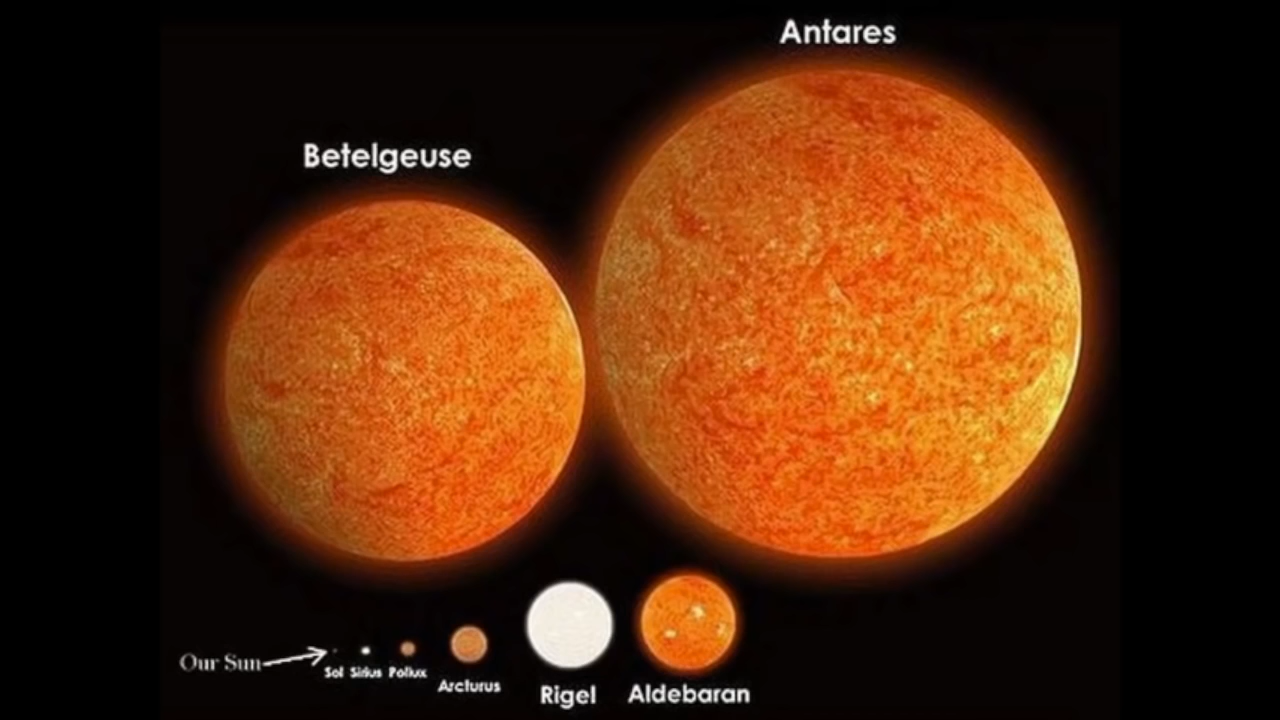 Antares
Betelgeuse
Our Sun
Sol
Sirius
Pollux
Arcturus
Rigel
Aldebaran